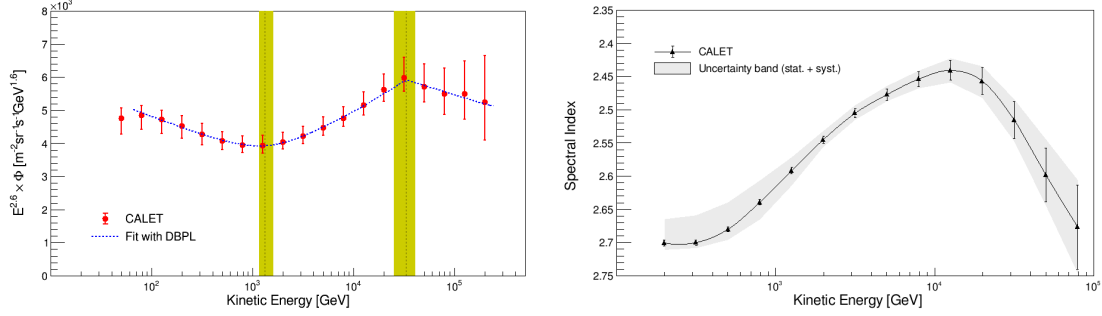 ×10³
8
7
6
5
4
3
2
1
0
E^2.6 × Φ [m⁻²sr⁻¹s⁻¹GeV^1.6]
CALET
Fit with DBPL
10² 10³ 10⁴ 10⁵
Kinetic Energy [GeV]
2.35
2.4
2.45
2.5
2.55
2.6
2.65
2.7
2.75
Spectral Index
CALET
Uncertainty band (stat. + syst.)
10³ 10⁴ 10⁵
Kinetic Energy [GeV]